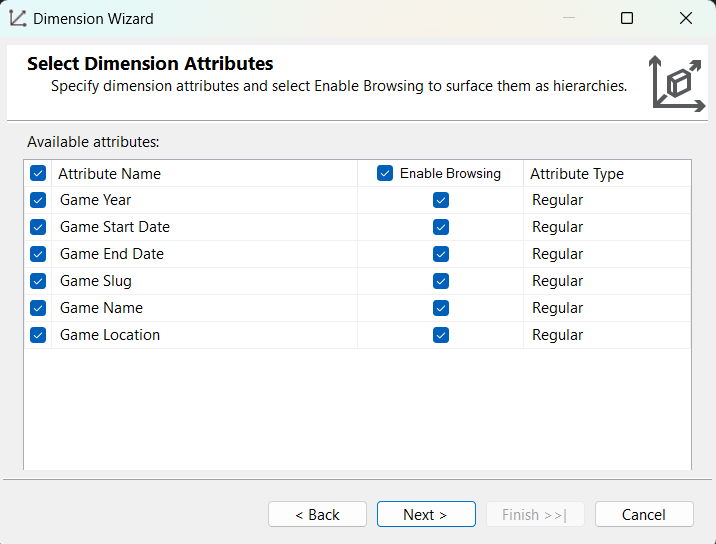 Dimension Wizard
Select Dimension Attributes
Specify dimension attributes and select Enable Browsing to surface them as hierarchies.
Available attributes:
Attribute Name Enable Browsing Attribute Type
Game Year Regular
Game Start Date Regular
Game End Date Regular
Game Slug Regular
Game Name Regular
Game Location Regular
< Back Next > Finish >>| Cancel